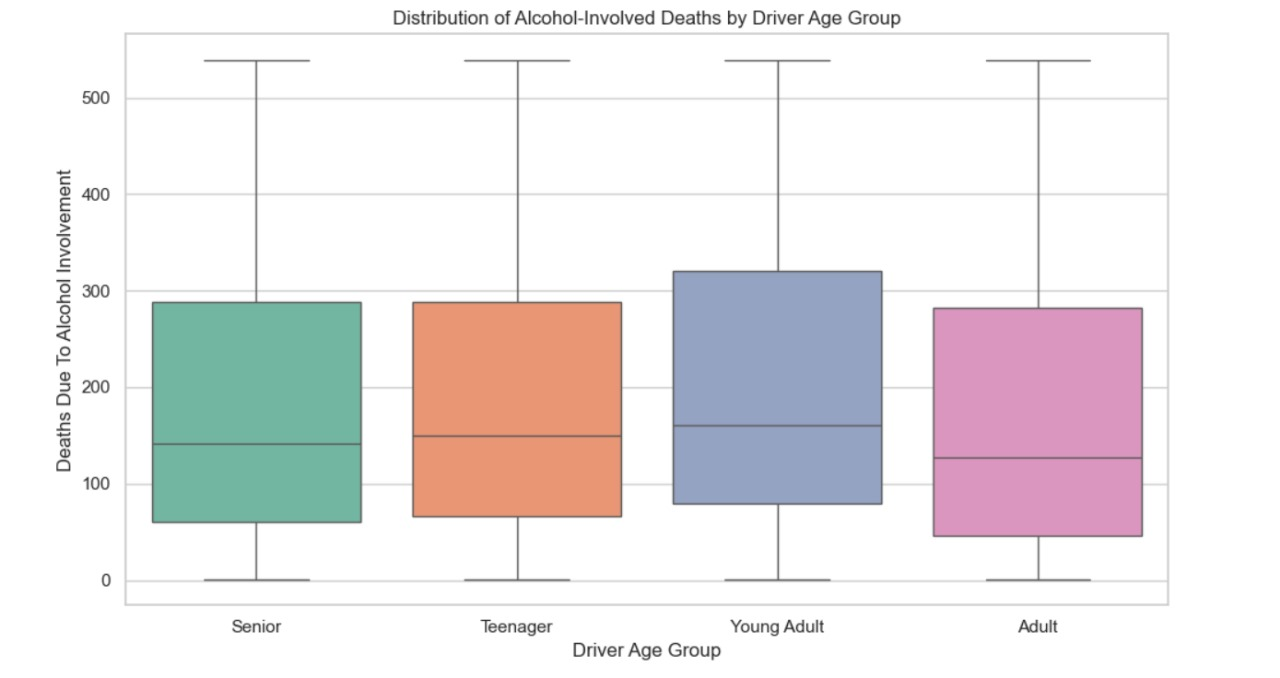 Distribution of Alcohol-Involved Deaths by Driver Age Group
Deaths Due To Alcohol Involvement
500
400
300
200
100
0
Senior Teenager Young Adult Adult
Driver Age Group